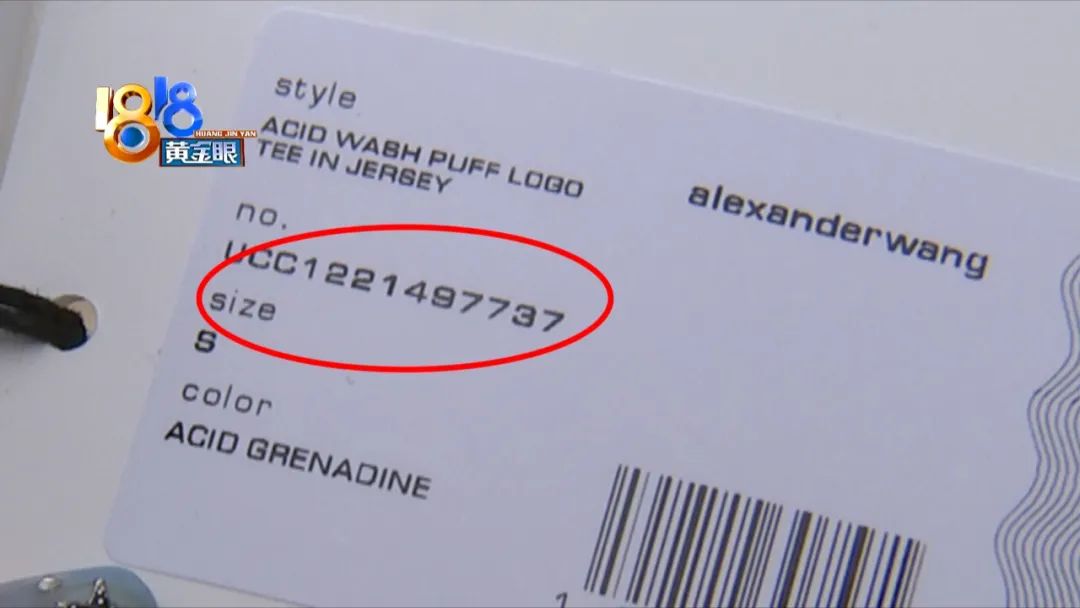 1818
HUANG JIN YAN
黄金眼
style
ACID WASH PUFF LOGO
TEE IN JERSEY
alexanderwang
no.
UCC1221497737
size
S
color
ACID GRENADINE
1